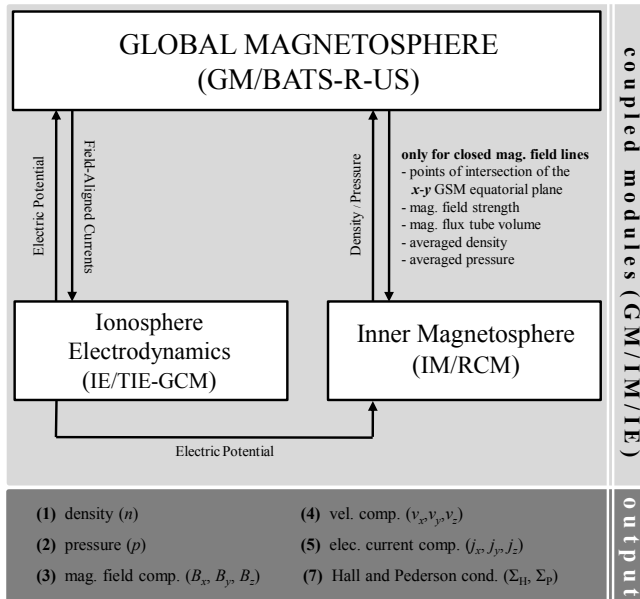 GLOBAL MAGNETOSPHERE
(GM/BATS-R-US)
Electric Potential
Field-Aligned
Currents
Density / Pressure
only for closed mag. field lines
- points of intersection of the
x-y GSM equatorial plane
- mag. field strength
- mag. flux tube volume
- averaged density
- averaged pressure
Ionosphere
Electrodynamics
(IE/TIE-GCM)
Inner Magnetosphere
(IM/RCM)
Electric Potential
coupled modules (GM/IM/IE)
(1) density (n)
(2) pressure (p)
(3) mag. field comp. (Bx, By, Bz)
(4) vel. comp. (vx,vy,vz)
(5) elec. current comp. (jx, jy, jz)
(7) Hall and Pederson cond. (ΣH, ΣP)
output